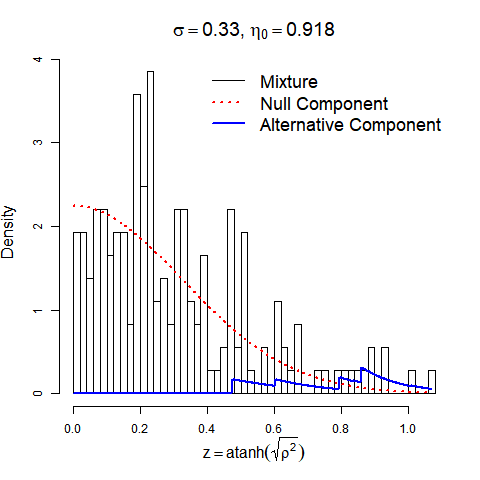 σ = 0.33, η₀ = 0.918
Mixture
Null Component
Alternative Component
Density
4
3
2
1
0
0.0 0.2 0.4 0.6 0.8 1.0
z = atanh(√ρ²)